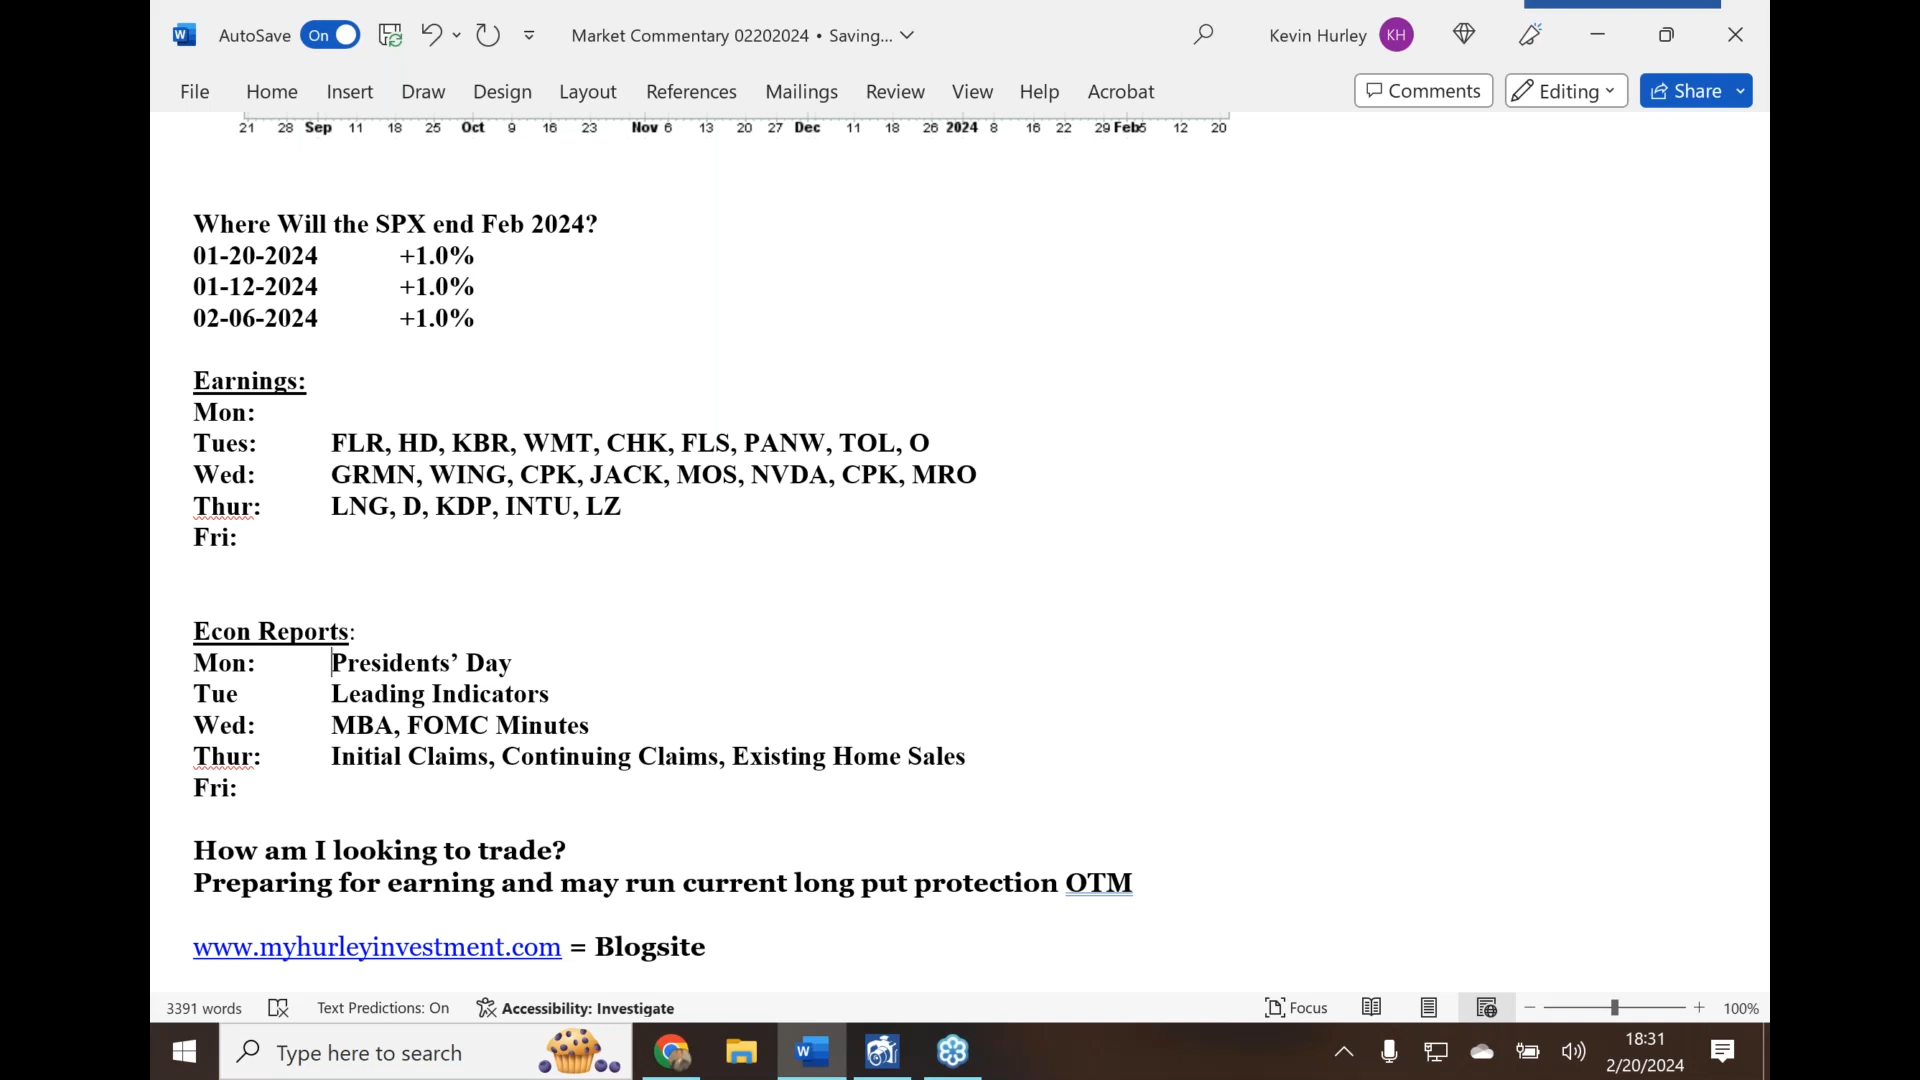 AutoSave On Market Commentary 02202024 • Saving... Kevin Hurley KH
File Home Insert Draw Design Layout References Mailings Review View Help Acrobat Comments Editing Share
21 28 Sep 11 18 25 Oct 9 16 23 Nov 6 13 20 27 Dec 11 18 26 2024 8 16 22 29 Feb5 12 20
Where Will the SPX end Feb 2024?
01-20-2024 +1.0%
01-12-2024 +1.0%
02-06-2024 +1.0%
Earnings:
Mon:
Tues: FLR, HD, KBR, WMT, CHK, FLS, PANW, TOL, O
Wed: GRMN, WING, CPK, JACK, MOS, NVDA, CPK, MRO
Thur: LNG, D, KDP, INTU, LZ
Fri:
Econ Reports:
Mon: Presidents’ Day
Tue Leading Indicators
Wed: MBA, FOMC Minutes
Thur: Initial Claims, Continuing Claims, Existing Home Sales
Fri:
How am I looking to trade?
Preparing for earning and may run current long put protection OTM
www.myhurleyinvestment.com = Blogsite
3391 words Text Predictions: On Accessibility: Investigate Focus 100%
Type here to search 18:31
2/20/2024